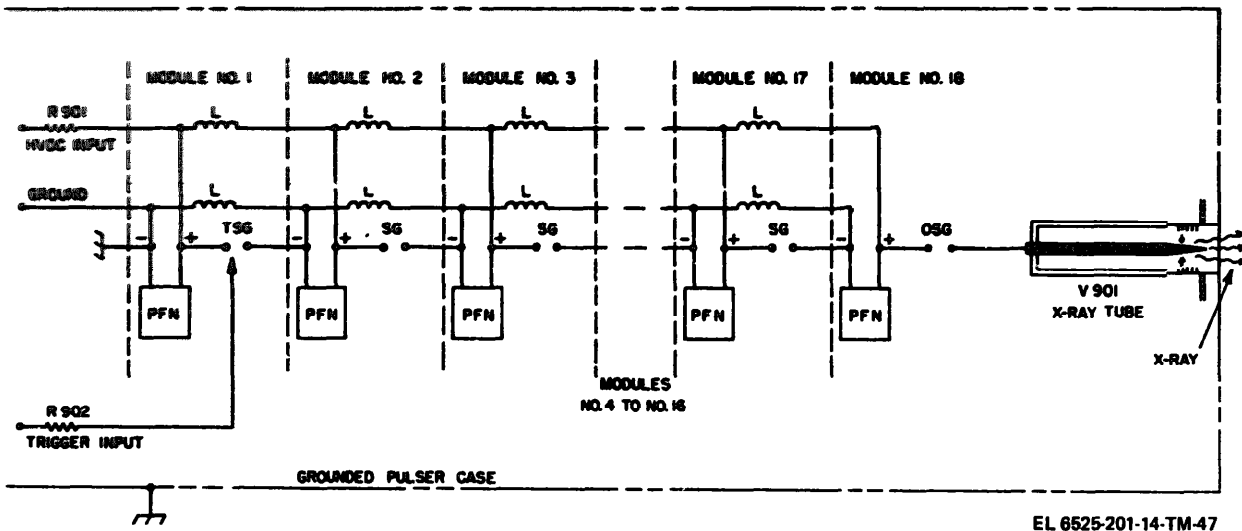 MODULE NO. 1 MODULE NO. 2 MODULE NO. 3 MODULE NO. 17 MODULE NO. 18
R 901 L L L L
HVDC INPUT
GROUND L L L L
- + TSG - + SG - + SG - + SG - + OSG
PFN PFN PFN PFN PFN
V 901
X-RAY TUBE
X-RAY
MODULES
NO. 4 TO NO. 16
R 902
TRIGGER INPUT
GROUNDED PULSER CASE
EL 6525-201-14-TM-47